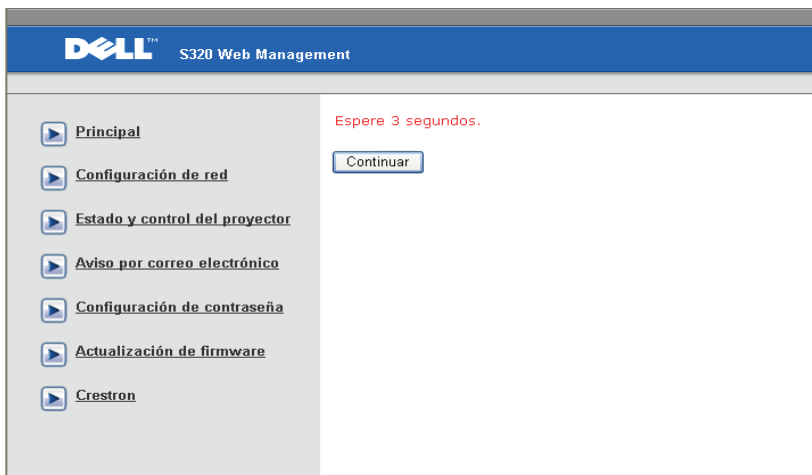 DELL™ S320 Web Management
Principal
Configuración de red
Estado y control del proyector
Aviso por correo electrónico
Configuración de contraseña
Actualización de firmware
Crestron
Espere 3 segundos.
Continuar